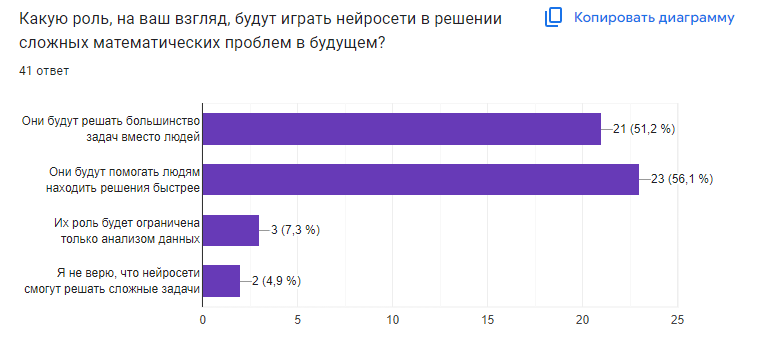 Какую роль, на ваш взгляд, будут играть нейросети в решении
сложных математических проблем в будущем?
Копировать диаграмму
41 ответ
Они будут решать большинство
задач вместо людей
21 (51,2 %)
Они будут помогать людям
находить решения быстрее
23 (56,1 %)
Их роль будет ограничена
только анализом данных
3 (7,3 %)
Я не верю, что нейросети
смогут решать сложные задачи
2 (4,9 %)
0 5 10 15 20 25